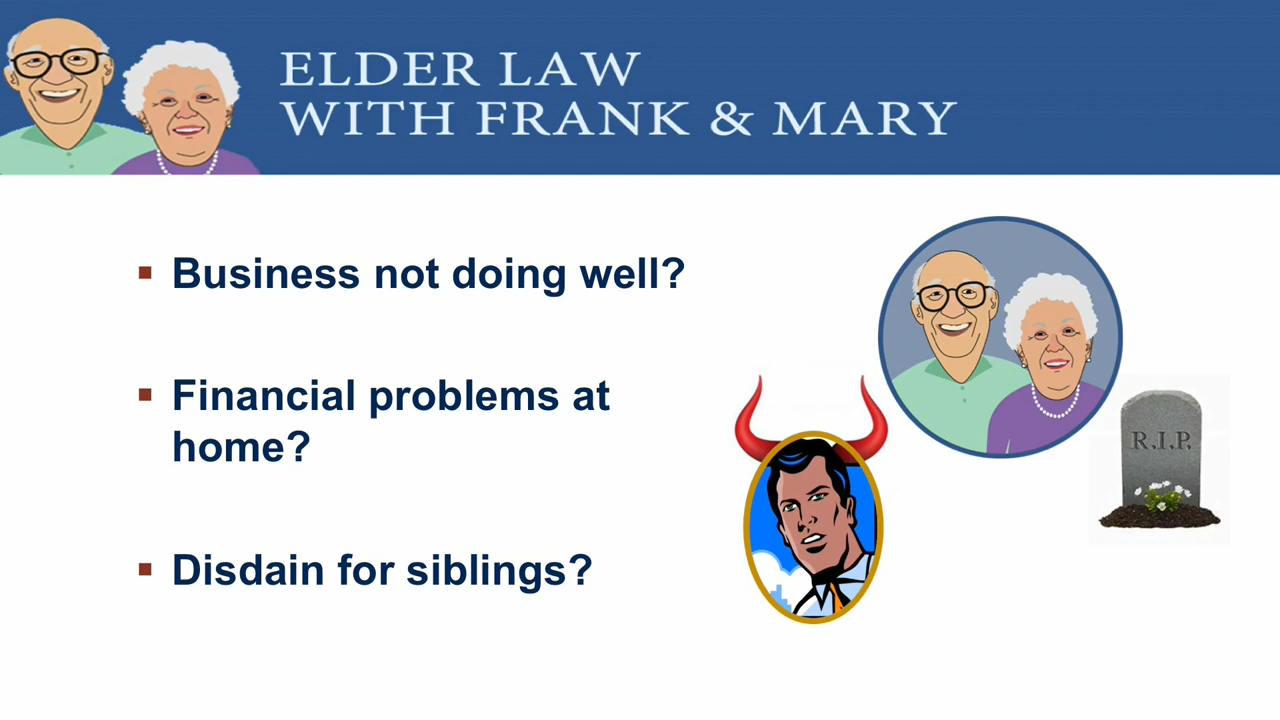 ELDER LAW
WITH FRANK & MARY
Business not doing well?
Financial problems at
home?
Disdain for siblings?
R.I.P.